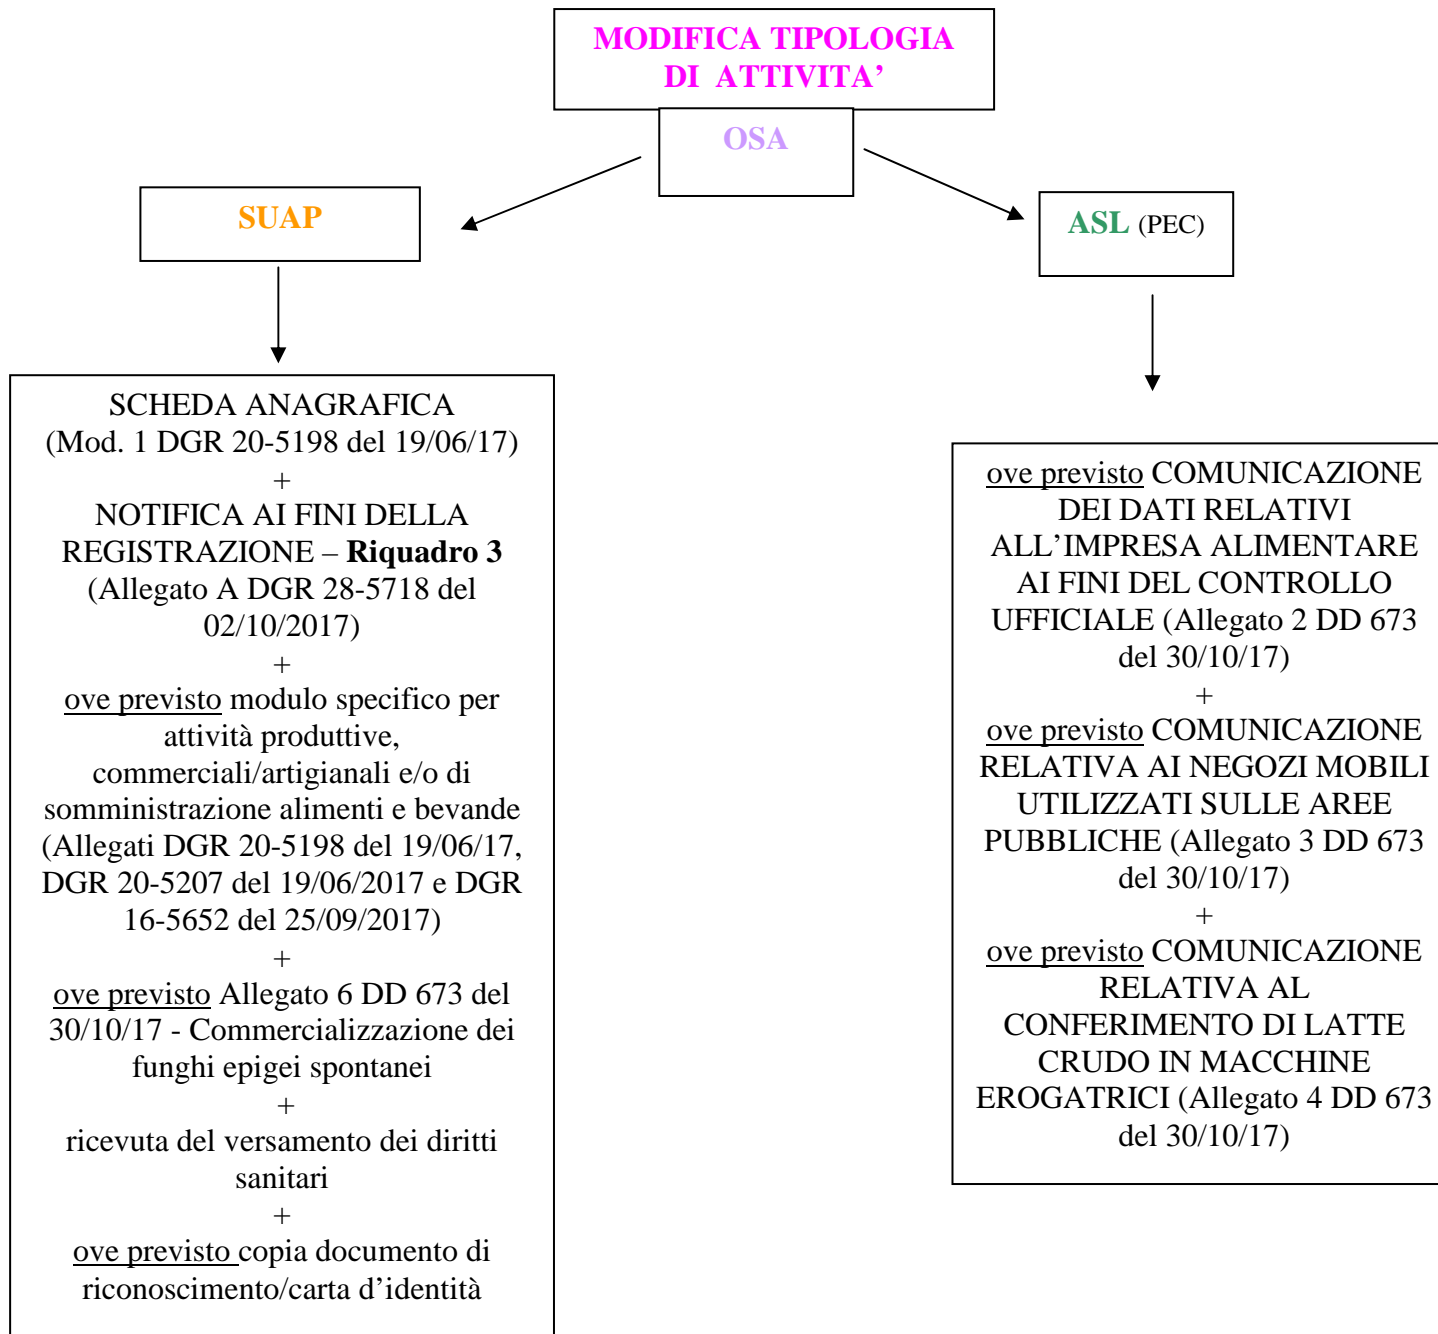 MODIFICA TIPOLOGIA
DI ATTIVITA’
OSA
SUAP
ASL (PEC)
SCHEDA ANAGRAFICA
(Mod. 1 DGR 20-5198 del 19/06/17)
+
NOTIFICA AI FINI DELLA
REGISTRAZIONE – Riquadro 3
(Allegato A DGR 28-5718 del
02/10/2017)
+
ove previsto modulo specifico per
attività produttive,
commerciali/artigianali e/o di
somministrazione alimenti e bevande
(Allegati DGR 20-5198 del 19/06/17,
DGR 20-5207 del 19/06/2017 e DGR
16-5652 del 25/09/2017)
+
ove previsto Allegato 6 DD 673 del
30/10/17 - Commercializzazione dei
funghi epigei spontanei
+
ricevuta del versamento dei diritti
sanitari
+
ove previsto copia documento di
riconoscimento/carta d’identità
ove previsto COMUNICAZIONE
DEI DATI RELATIVI
ALL’IMPRESA ALIMENTARE
AI FINI DEL CONTROLLO
UFFICIALE (Allegato 2 DD 673
del 30/10/17)
+
ove previsto COMUNICAZIONE
RELATIVA AI NEGOZI MOBILI
UTILIZZATI SULLE AREE
PUBBLICHE (Allegato 3 DD 673
del 30/10/17)
+
ove previsto COMUNICAZIONE
RELATIVA AL
CONFERIMENTO DI LATTE
CRUDO IN MACCHINE
EROGATRICI (Allegato 4 DD 673
del 30/10/17)